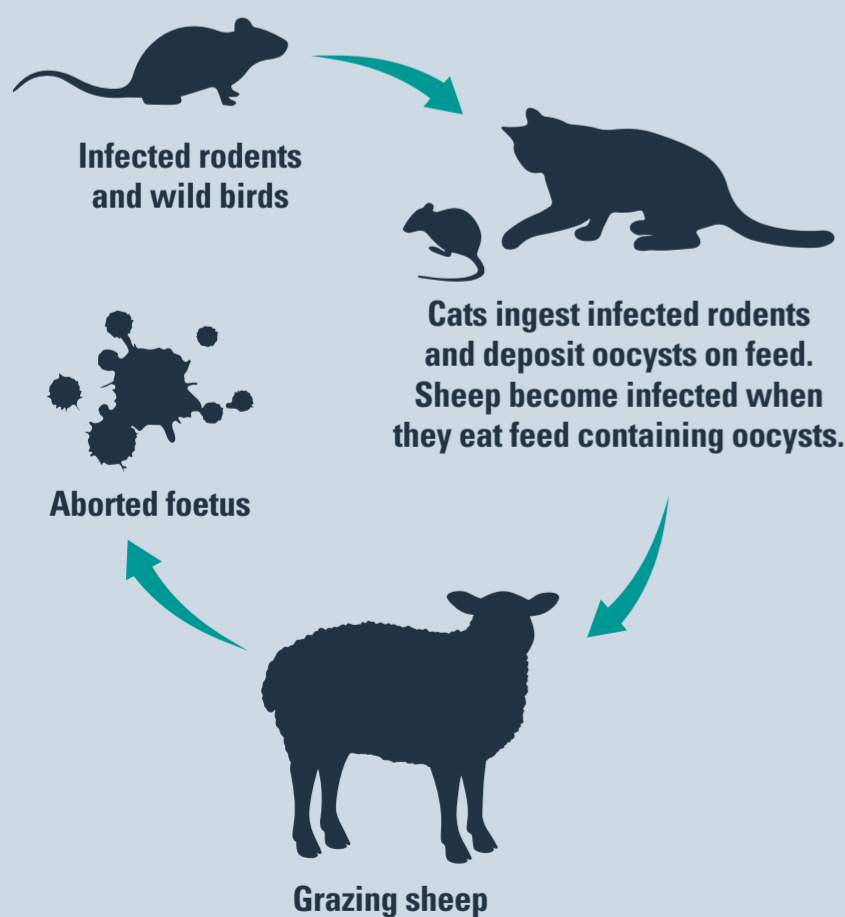 Infected rodents
and wild birds
Cats ingest infected rodents
and deposit oocysts on feed.
Sheep become infected when
they eat feed containing oocysts.
Aborted foetus
Grazing sheep